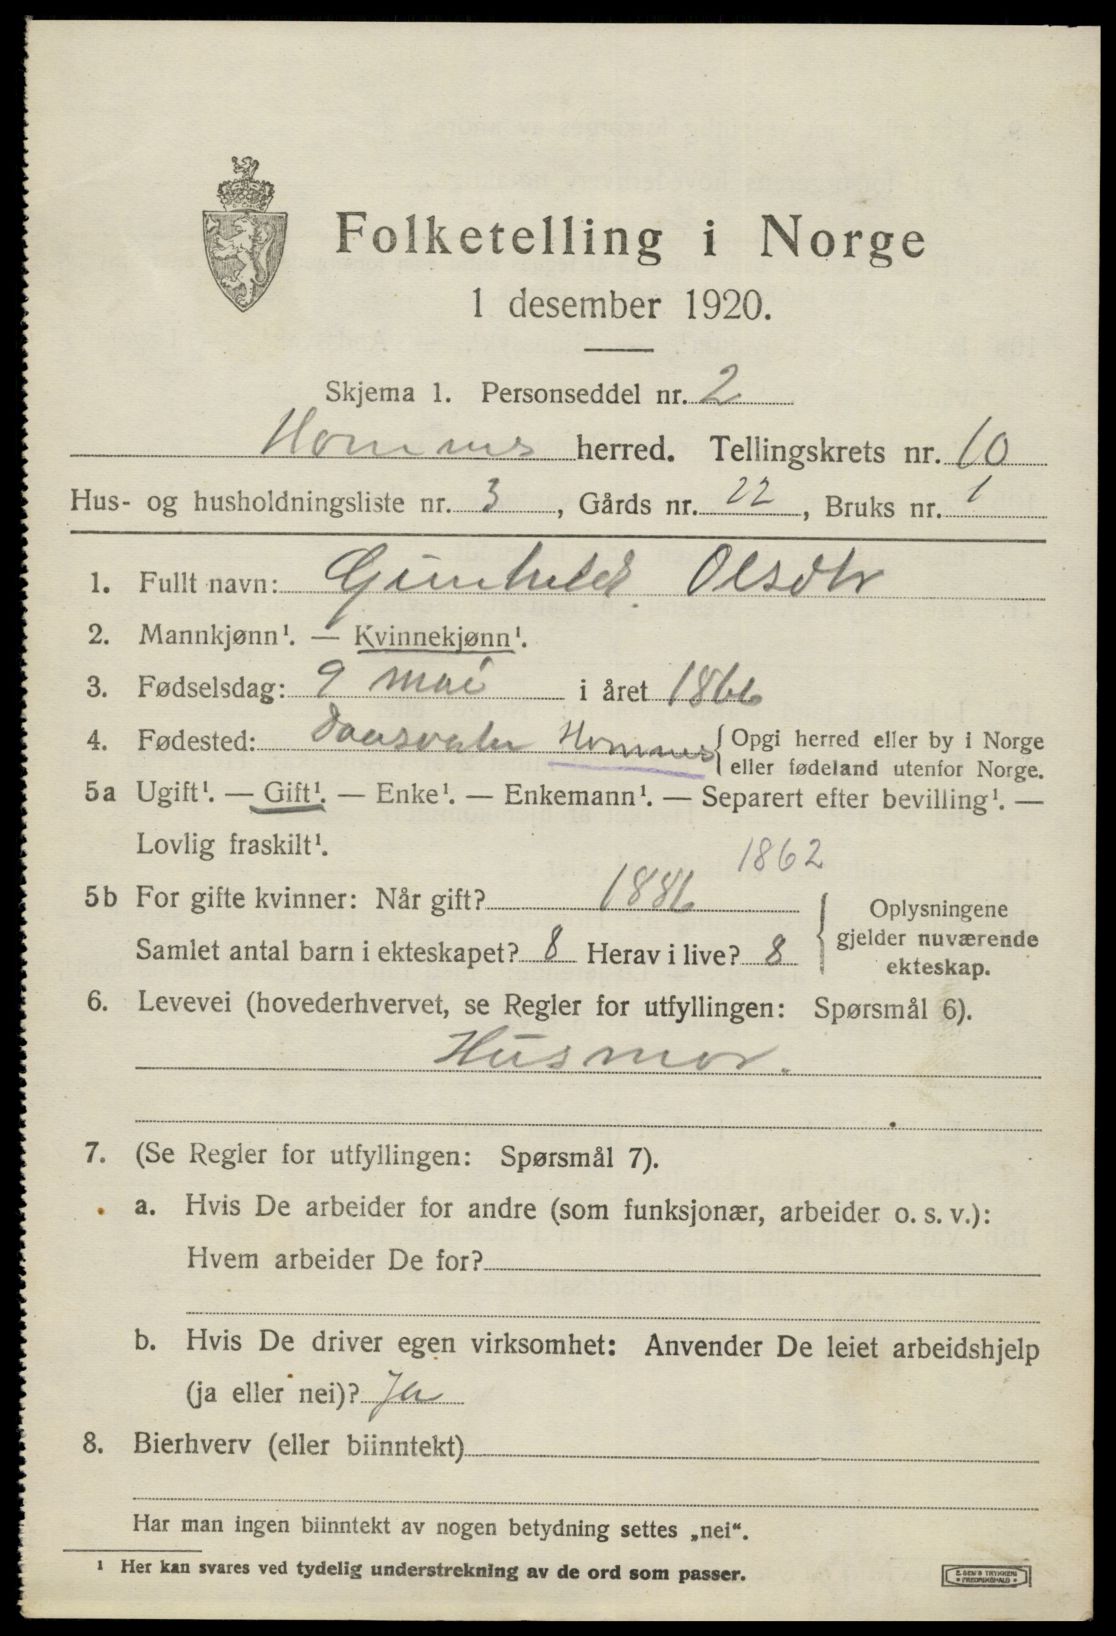 Folketelling i Norge
1 desember 1920.
Skjema 1. Personseddel nr. 2
Hommes herred. Tellingskrets nr. 10
Hus- og husholdningsliste nr. 3, Gårds nr. 22, Bruks nr. 1
1. Fullt navn: Gunhild Olsdtr
2. Mannkjønn¹. — Kvinnekjønn¹.
3. Fødselsdag: 9 mai i året 1866
4. Fødested: Hommes {Opgi herred eller by i Norge
eller fødeland utenfor Norge.
5a Ugift¹. — Gift¹. — Enke¹. — Enkemann¹. — Separert efter bevilling¹. —
Lovlig fraskilt¹.
1862
5b For gifte kvinner: Når gift? 1886
Samlet antal barn i ekteskapet? 8 Herav i live? 8
{Oplysningene
gjelder nuværende
ekteskap.
6. Levevei (hovederhvervet, se Regler for utfyllingen: Spørsmål 6).
Husmor.
7. (Se Regler for utfyllingen: Spørsmål 7).
a. Hvis De arbeider for andre (som funksjonær, arbeider o. s. v.):
Hvem arbeider De for?
b. Hvis De driver egen virksomhet: Anvender De leiet arbeidshjelp
(ja eller nei)? Ja
8. Bierhverv (eller biinntekt)
Har man ingen biinntekt av nogen betydning settes „nei“.
¹ Her kan svares ved tydelig understrekning av de ord som passer.
E. SEM'S TRYKKERI
• FREDRIKSHALD •